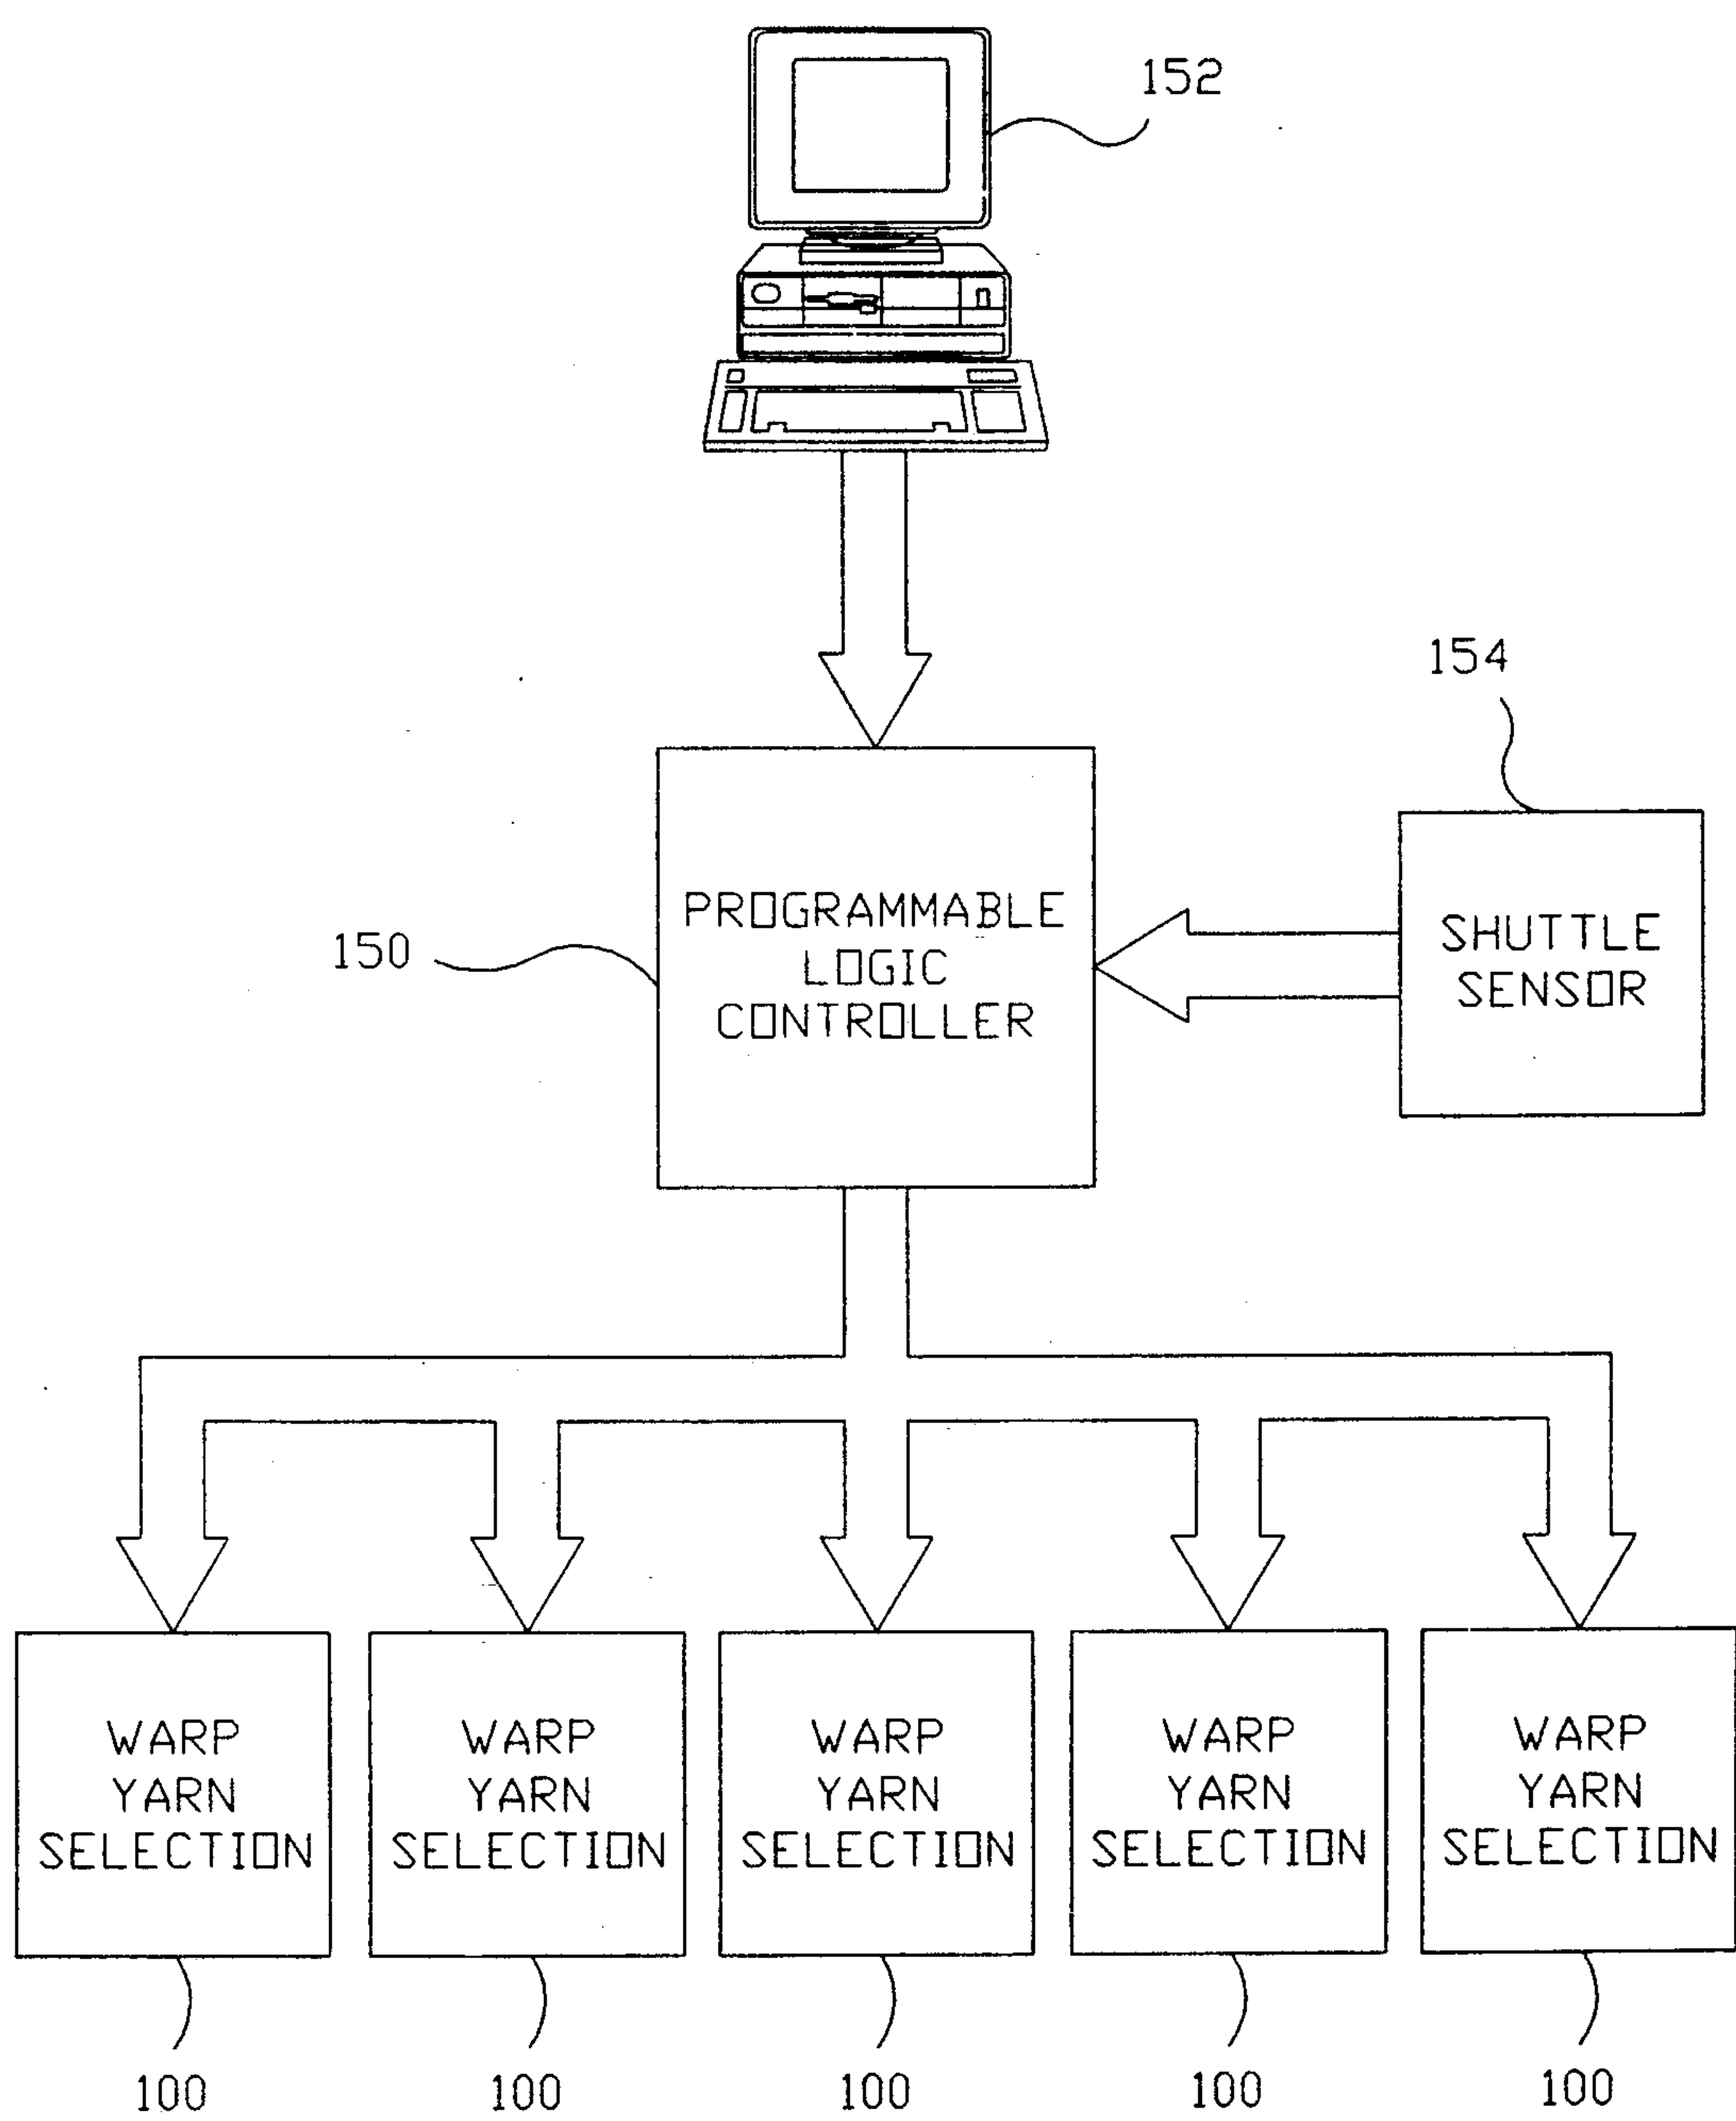 152
154
PROGRAMMABLE
LOGIC
CONTROLLER
150
SHUTTLE
SENSOR
WARP
YARN
SELECTION
WARP
YARN
SELECTION
WARP
YARN
SELECTION
WARP
YARN
SELECTION
WARP
YARN
SELECTION
100
100
100
100
100